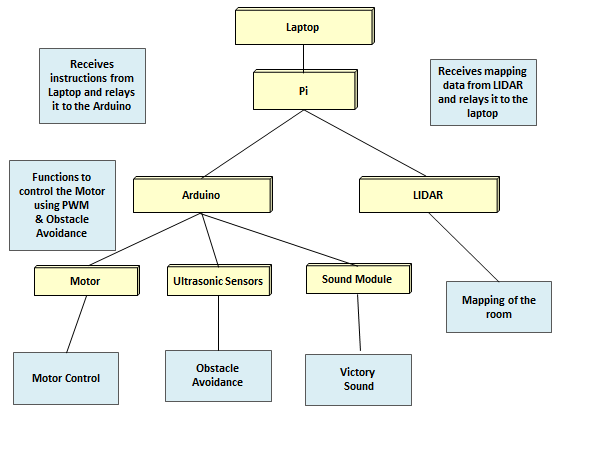 Laptop
Receives
instructions from
Laptop and relays
it to the Arduino
Pi
Receives mapping
data from LIDAR
and relays it to the
laptop
Functions to
control the Motor
using PWM
& Obstacle
Avoidance
Arduino
LIDAR
Motor
Ultrasonic Sensors
Sound Module
Mapping of the
room
Motor Control
Obstacle
Avoidance
Victory
Sound